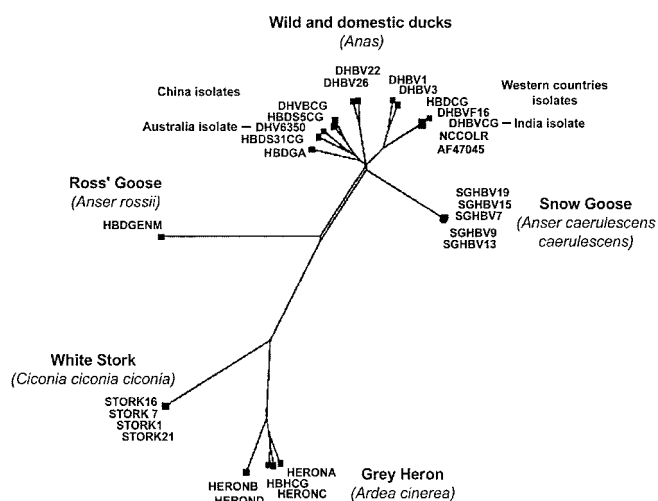 Wild and domestic ducks
(Anas)
DHBV22
DHBV26
DHBV1
DHBV3
China isolates
Western countries
isolates
DHVBCG
HBDS5CG
Australia isolate — DHV6350
HBDS31CG
HBDGA
HBDCG
DHBVF16
DHBVCG — India isolate
NCCOLR
AF47045
Ross' Goose
(Anser rossii)
HBDGENM
SGHBV19
SGHBV15
SGHBV7
SGHBV9
SGHBV13
Snow Goose
(Anser caerulescens
caerulescens)
White Stork
(Ciconia ciconia ciconia)
STORK16
STORK 7
STORK1
STORK21
HERONA
HERONB
HBHCG
HERONC
HEROND
Grey Heron
(Ardea cinerea)